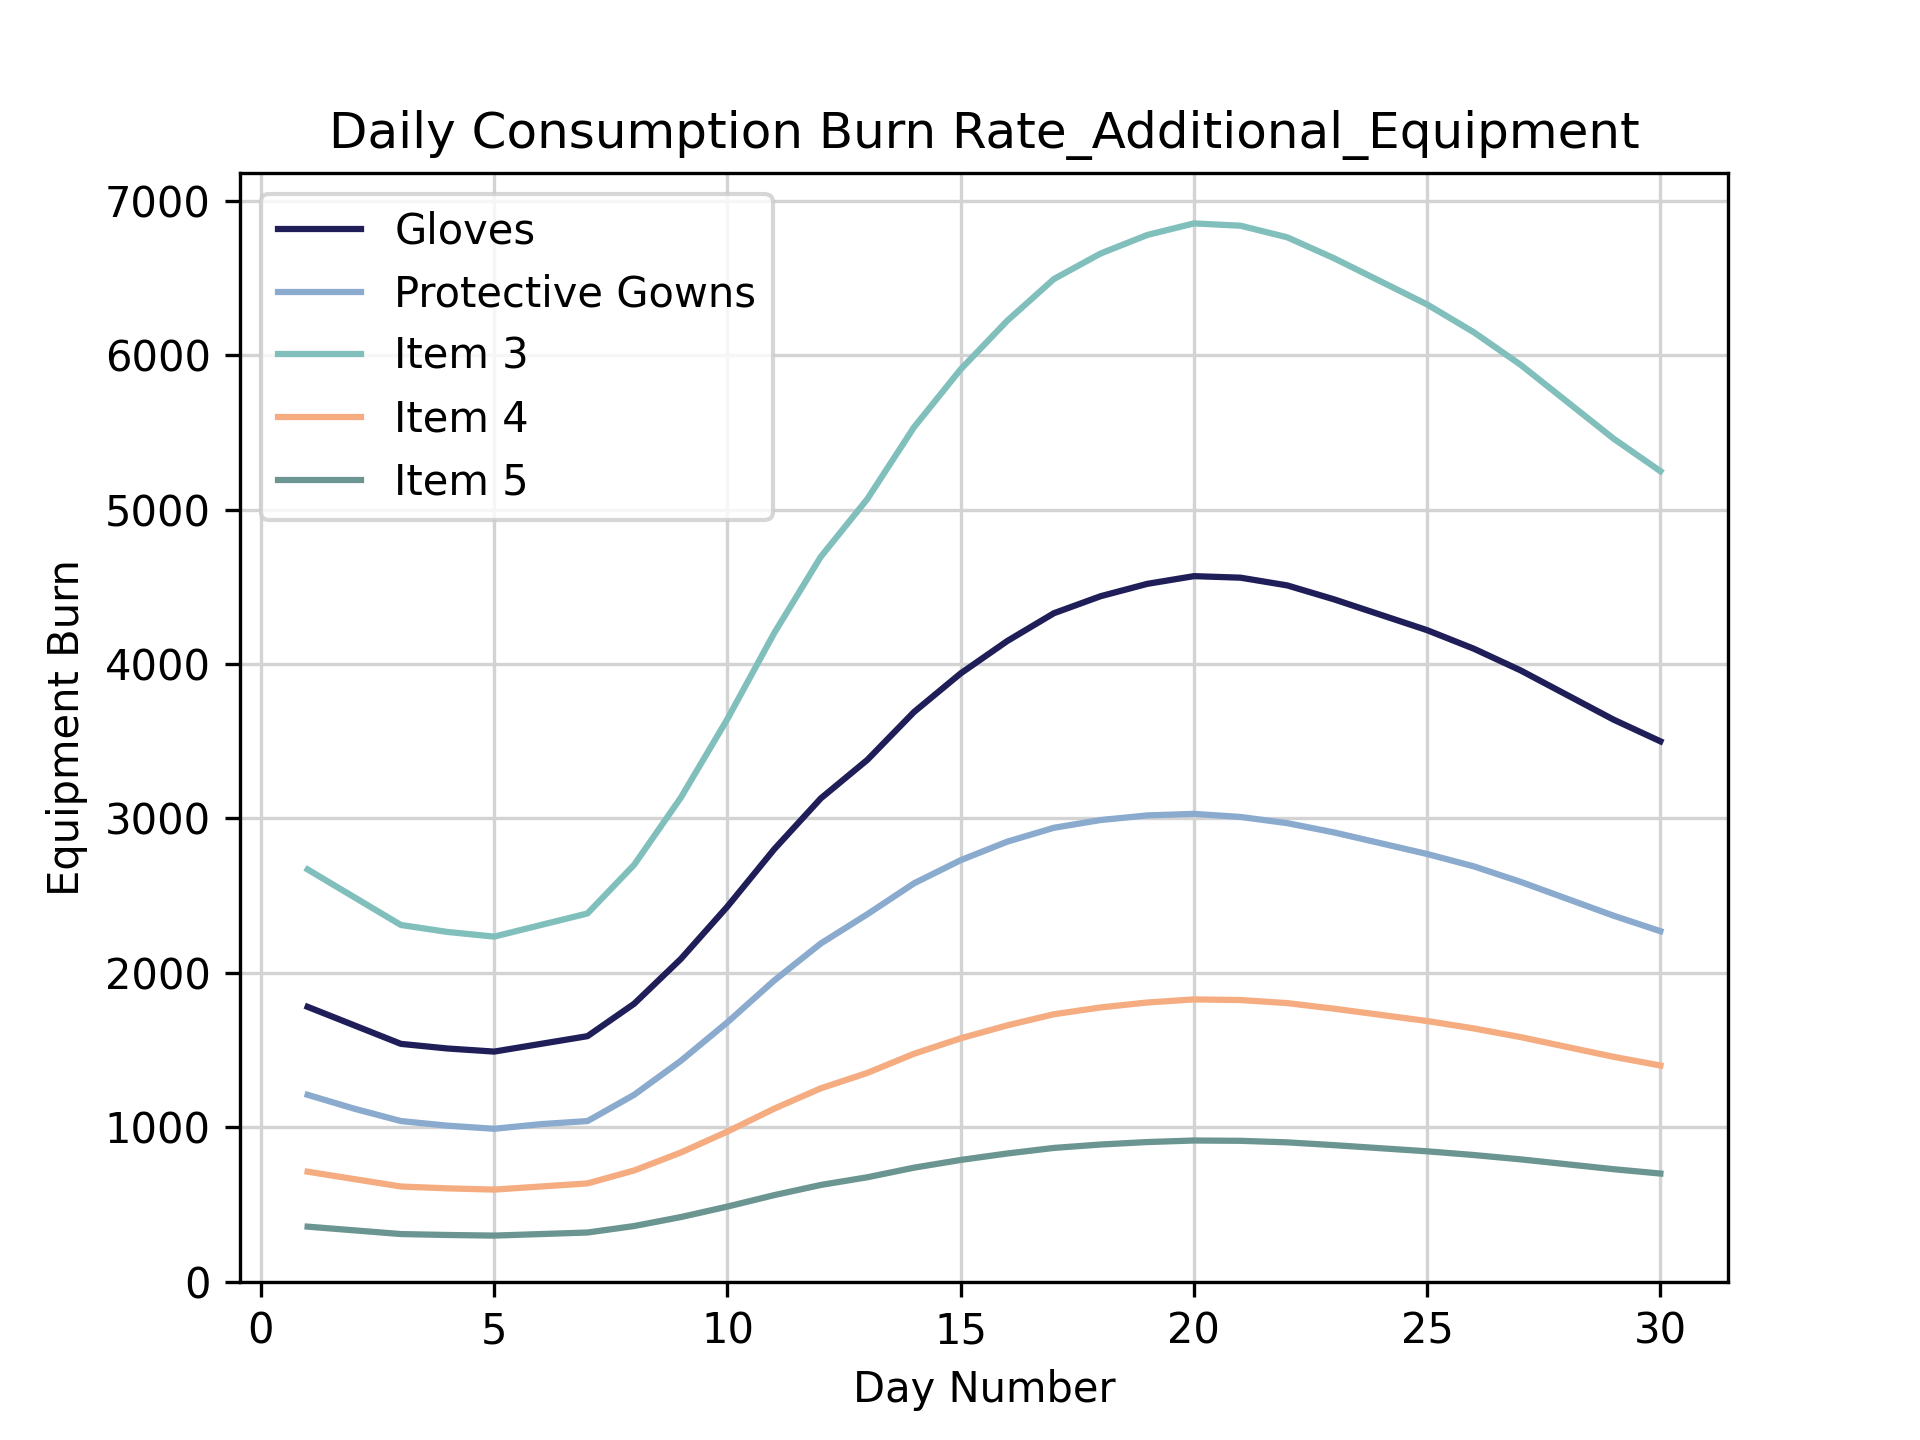 Daily Consumption Burn Rate_Additional_Equipment
7000
6000
5000
4000
3000
2000
1000
0
Equipment Burn
Gloves
Protective Gowns
Item 3
Item 4
Item 5
0 5 10 15 20 25 30
Day Number